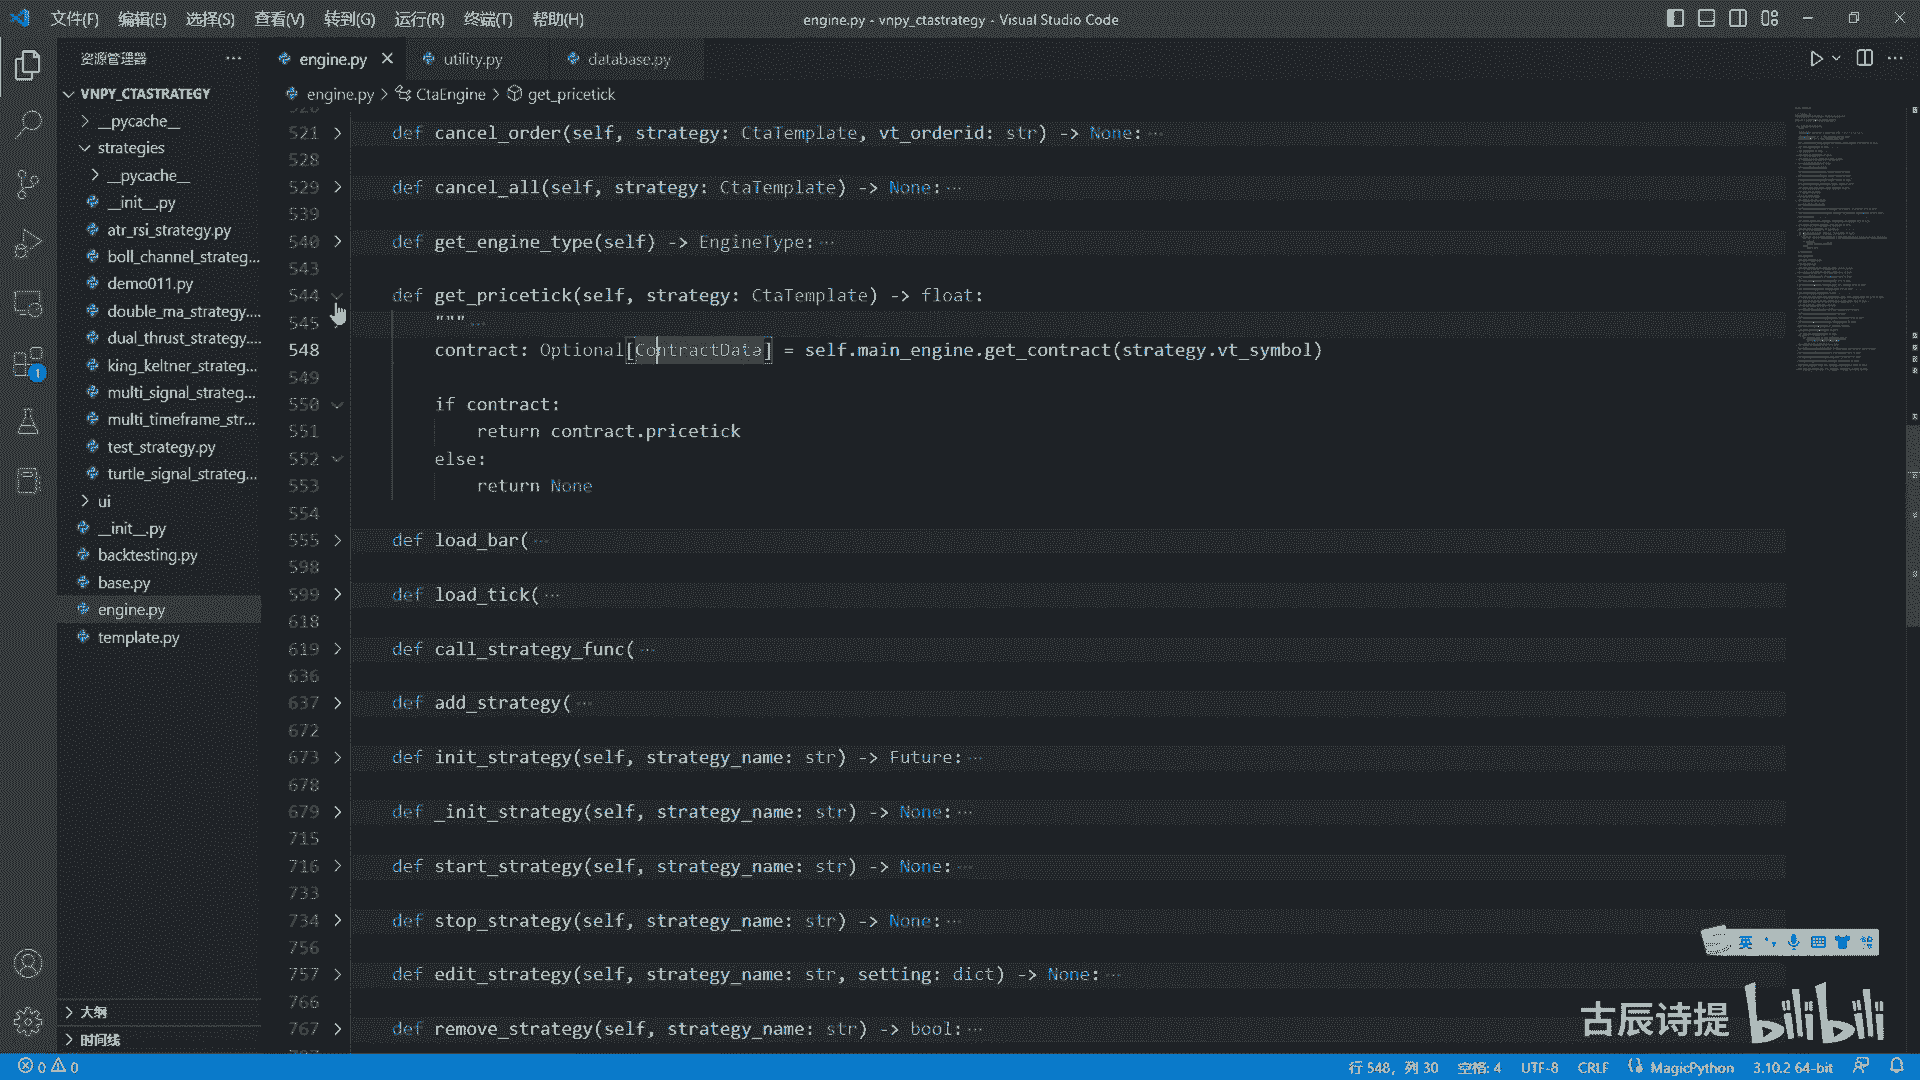 文件(F) 编辑(E) 选择(S) 查看(V) 转到(G) 运行(R) 终端(T) 帮助(H) engine.py - vnpy_ctastrategy - Visual Studio Code
资源管理器 ··· engine.py utility.py database.py
VNPY_CTASTRATEGY
engine.py > CtaEngine > get_pricetick
__pycache__
strategies
__pycache__
__init__.py
atr_rsi_strategy.py
boll_channel_strateg...
demo011.py
double_ma_strategy....
dual_thrust_strategy....
king_keltner_strateg...
multi_signal_strateg...
multi_timeframe_str...
test_strategy.py
turtle_signal_strateg...
ui
__init__.py
backtesting.py
base.py
engine.py
template.py
大纲
时间线
1
521 def cancel_order(self, strategy: CtaTemplate, vt_orderid: str) -> None:···
528
529 def cancel_all(self, strategy: CtaTemplate) -> None:···
539
540 def get_engine_type(self) -> EngineType:···
543
544 def get_pricetick(self, strategy: CtaTemplate) -> float:
545 """···
548 contract: Optional[ContractData] = self.main_engine.get_contract(strategy.vt_symbol)
549
550 if contract:
551 return contract.pricetick
552 else:
553 return None
554
555 def load_bar(···
598
599 def load_tick(···
618
619 def call_strategy_func(···
636
637 def add_strategy(···
672
673 def init_strategy(self, strategy_name: str) -> Future:···
678
679 def _init_strategy(self, strategy_name: str) -> None:···
715
716 def start_strategy(self, strategy_name: str) -> None:···
733
734 def stop_strategy(self, strategy_name: str) -> None:···
756
757 def edit_strategy(self, strategy_name: str, setting: dict) -> None:···
766
767 def remove_strategy(self, strategy_name: str) -> bool:···
英
古辰诗提 bilibili
0 0 行 548，列 30 空格: 4 UTF-8 CRLF MagicPython 3.10.2 64-bit